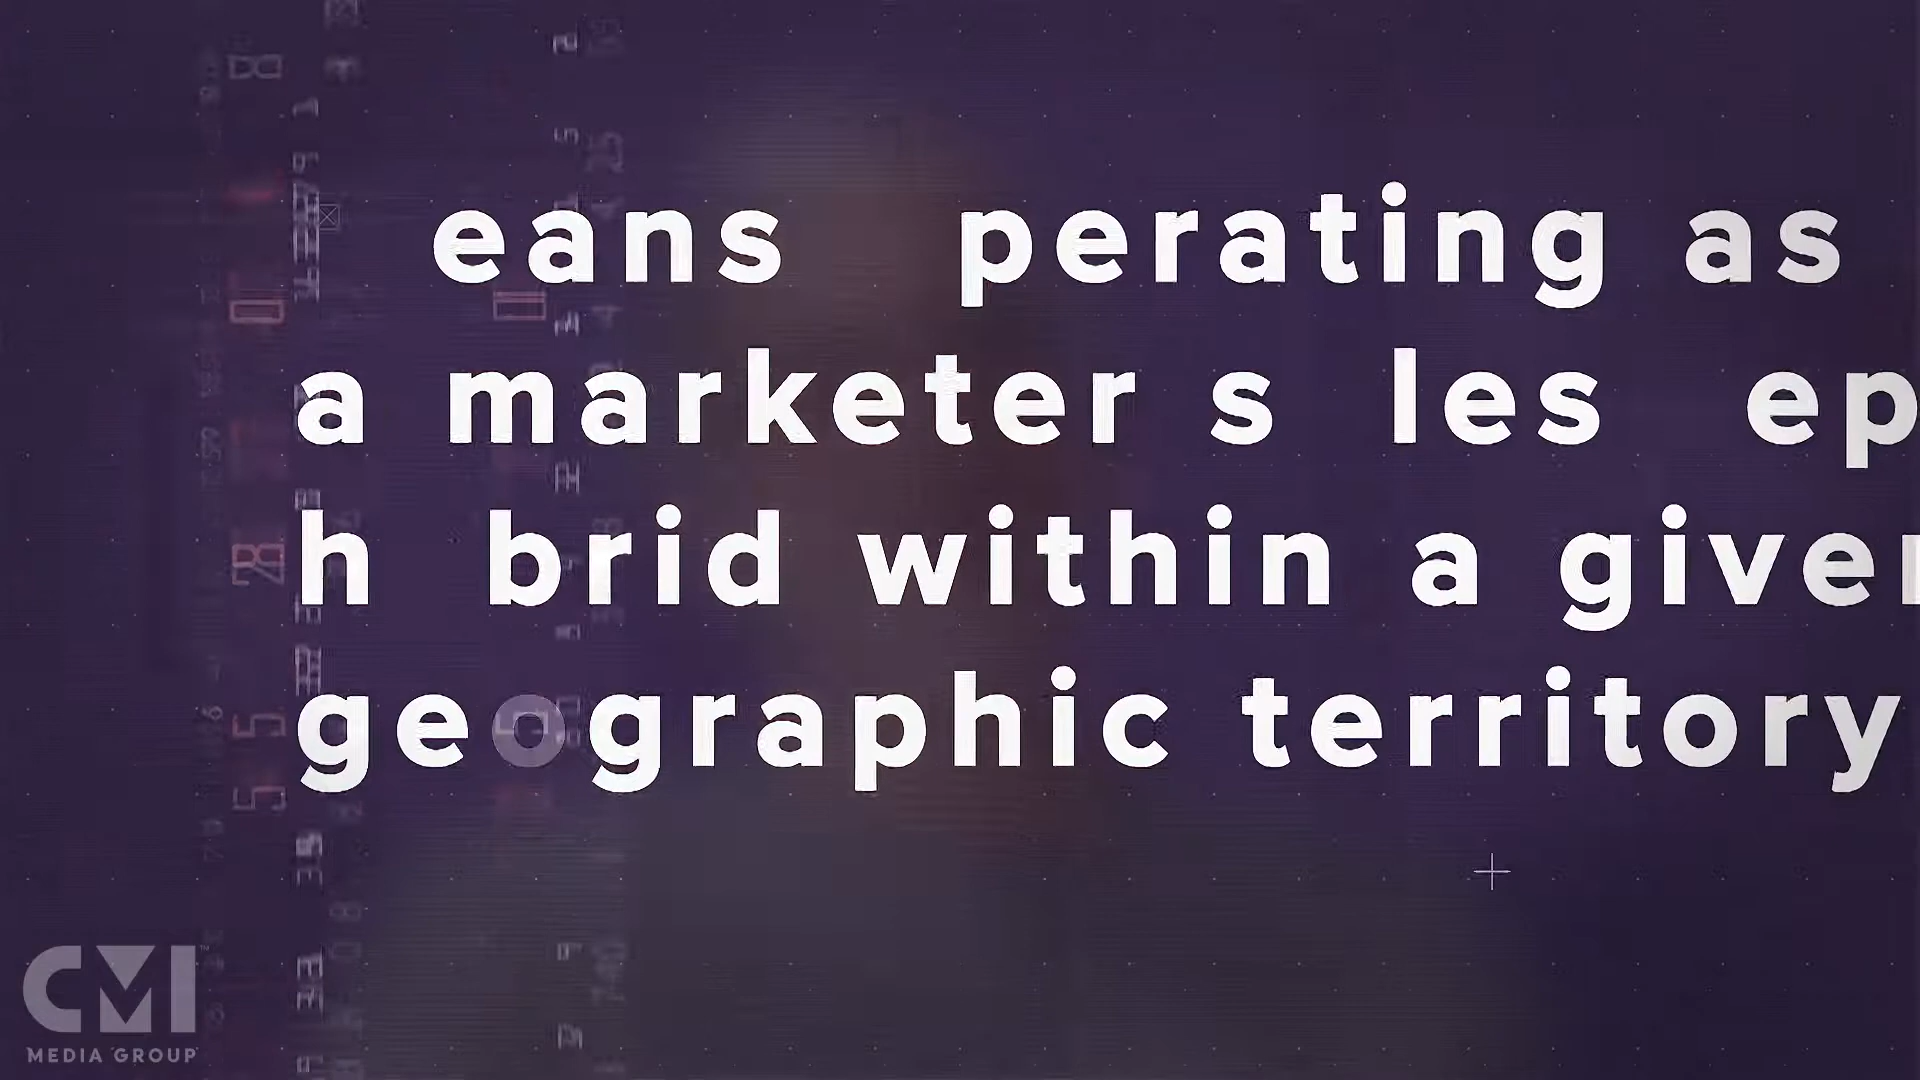 eans perating as
a marketer s les ep
h brid within a given
geographic territory
CMI
MEDIA GROUP